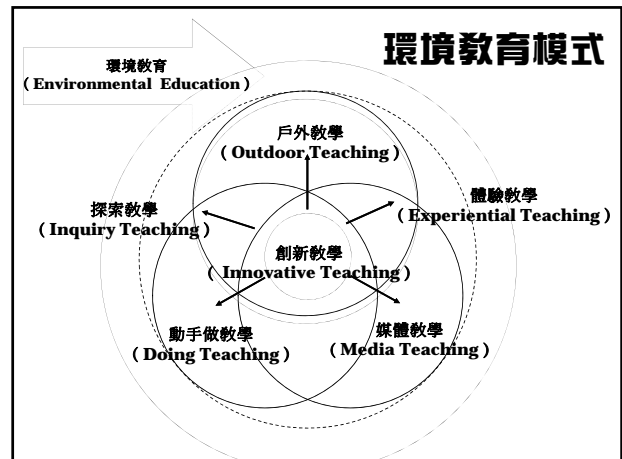 環境教育模式
環境教育
（Environmental Education）
戶外教學
（Outdoor Teaching）
探索教學
（Inquiry Teaching）
體驗教學
（Experiential Teaching）
創新教學
（Innovative Teaching）
動手做教學
（Doing Teaching）
媒體教學
（Media Teaching）